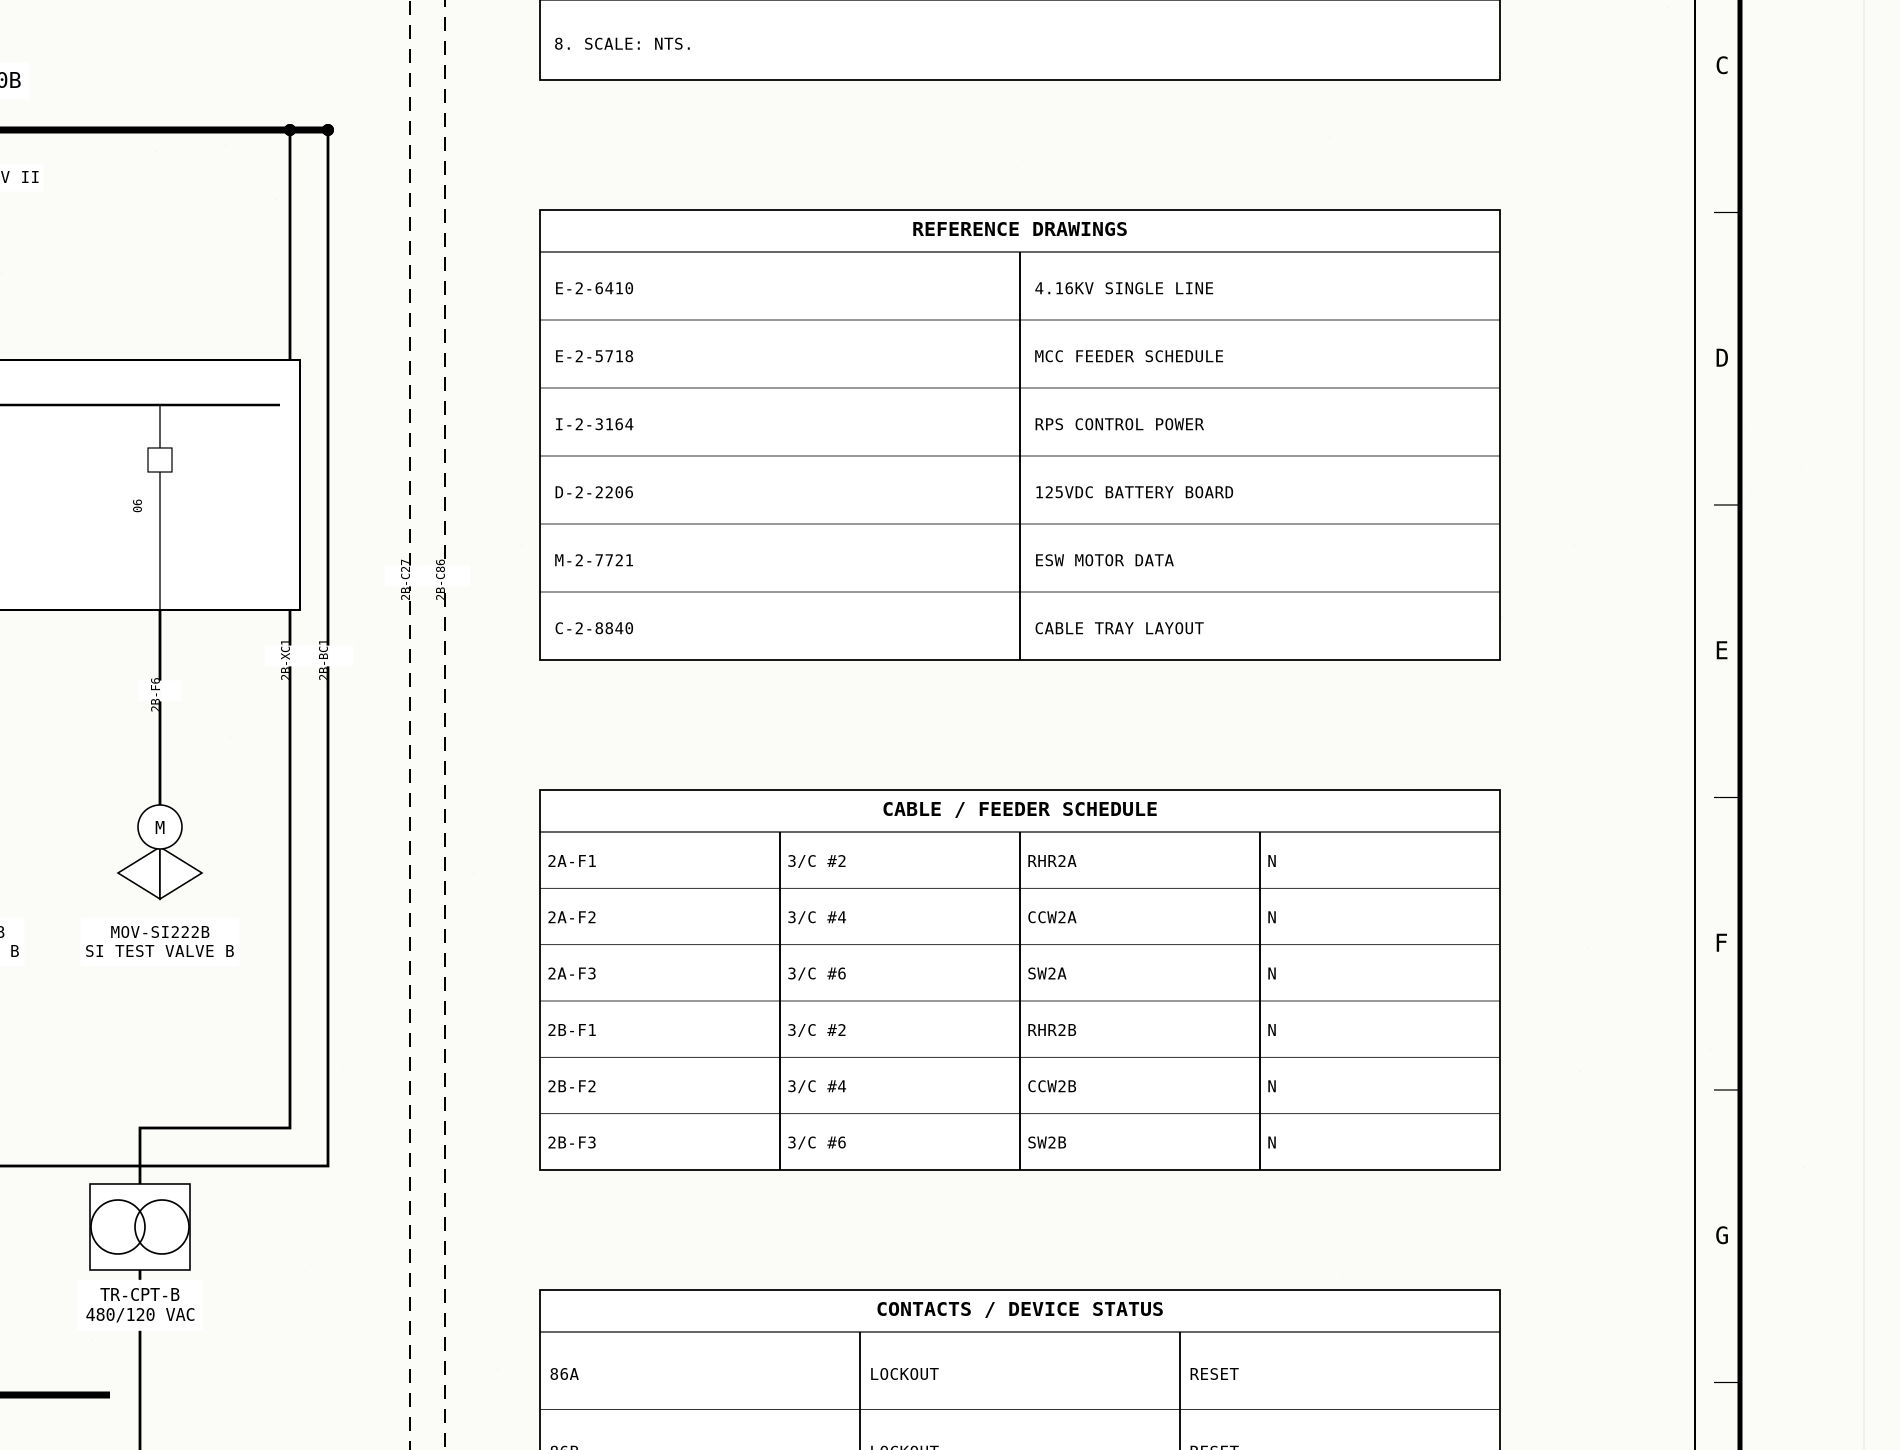 0B
V II
06
2B-F6
2B-XC1
2B-BC1
M
B
B
MOV-SI222B
SI TEST VALVE B
TR-CPT-B
480/120 VAC
2B-C27
2B-C86
8. SCALE: NTS.
REFERENCE DRAWINGS
E-2-6410 4.16KV SINGLE LINE
E-2-5718 MCC FEEDER SCHEDULE
I-2-3164 RPS CONTROL POWER
D-2-2206 125VDC BATTERY BOARD
M-2-7721 ESW MOTOR DATA
C-2-8840 CABLE TRAY LAYOUT
CABLE / FEEDER SCHEDULE
2A-F1 3/C #2 RHR2A N
2A-F2 3/C #4 CCW2A N
2A-F3 3/C #6 SW2A N
2B-F1 3/C #2 RHR2B N
2B-F2 3/C #4 CCW2B N
2B-F3 3/C #6 SW2B N
CONTACTS / DEVICE STATUS
86A LOCKOUT RESET
86B LOCKOUT RESET
C
D
E
F
G